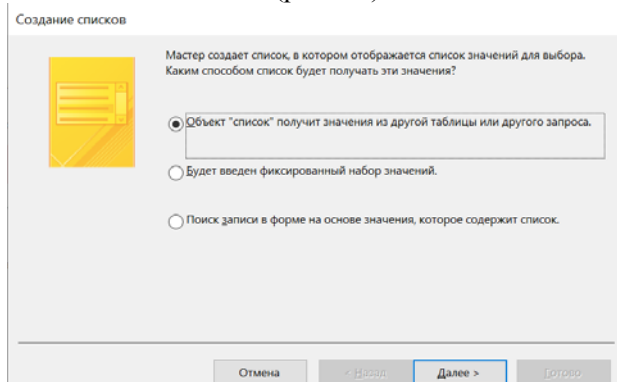 Создание списков
Мастер создает список, в котором отображается список значений для выбора.
Каким способом список будет получать эти значения?
Объект "список" получит значения из другой таблицы или другого запроса.
Будет введен фиксированный набор значений.
Поиск записи в форме на основе значения, которое содержит список.
Отмена < Назад Далее > Готово